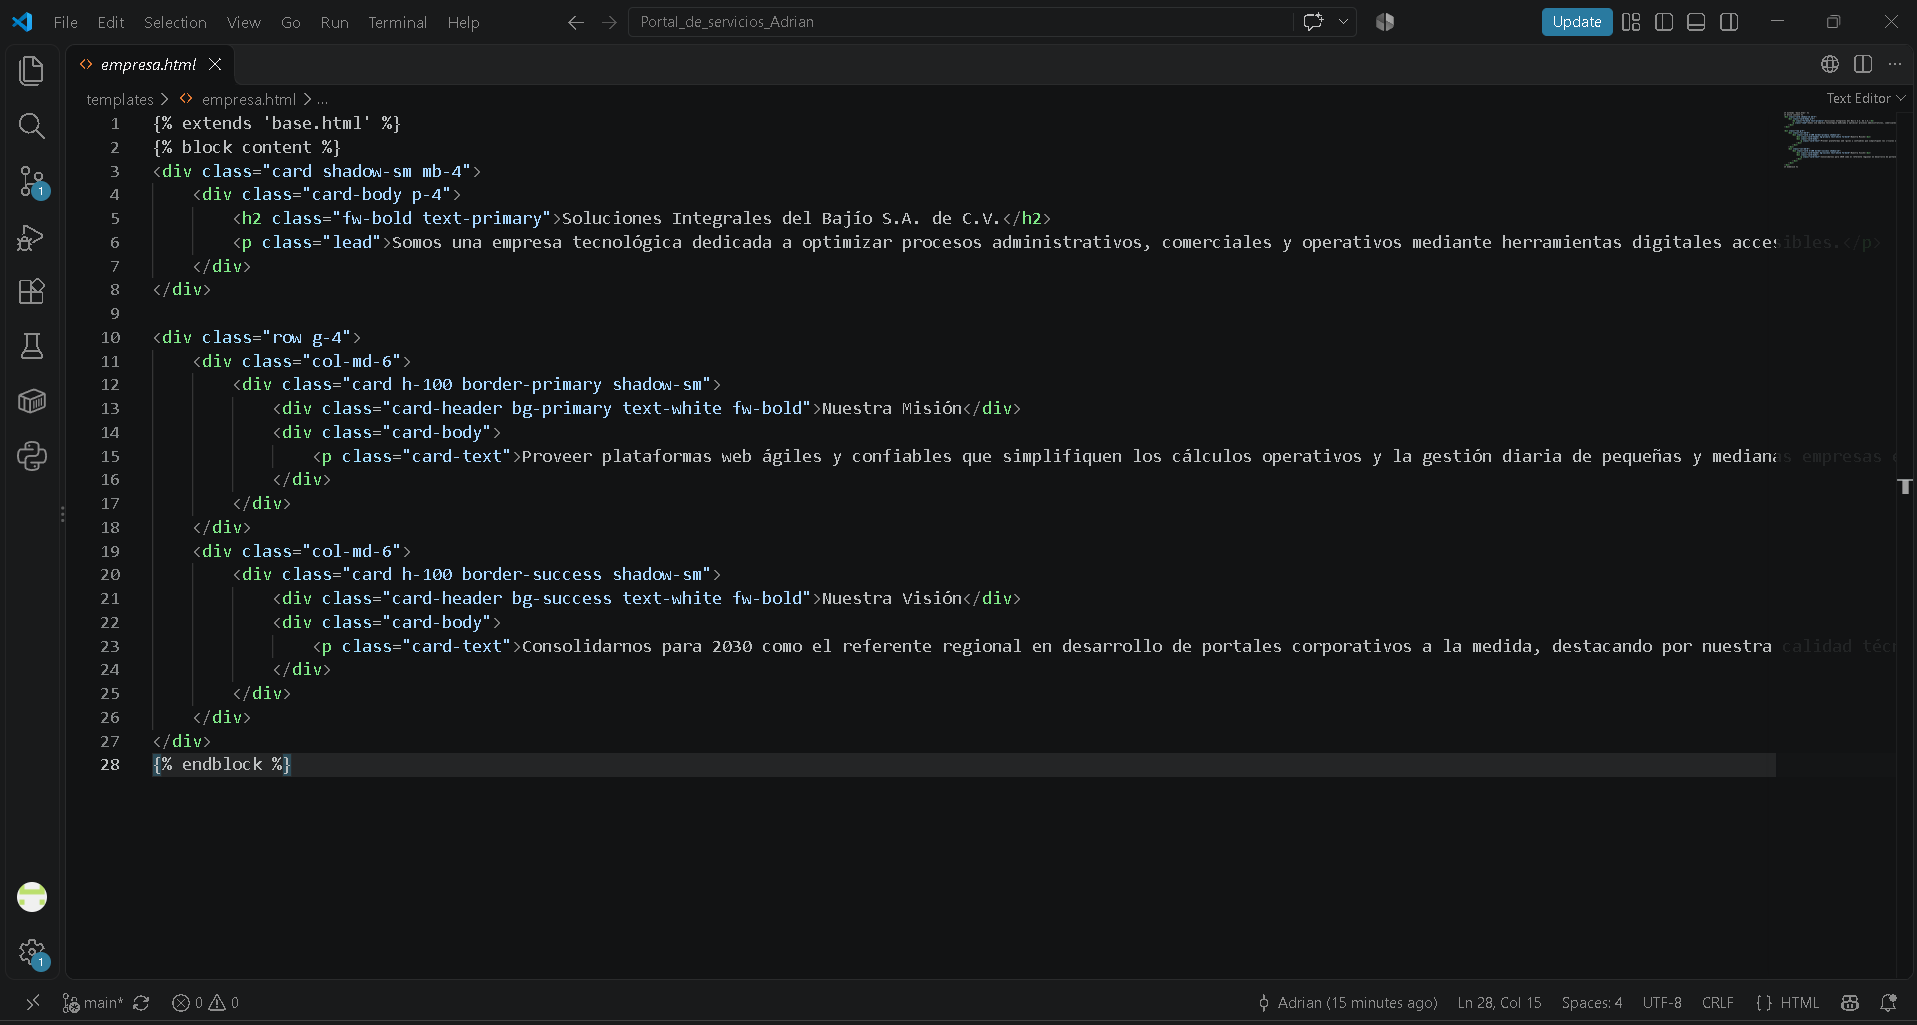 File Edit Selection View Go Run Terminal Help
Portal_de_servicios_Adrian
Update
empresa.html
templates > empresa.html > ...
Text Editor
1 {% extends 'base.html' %}
2 {% block content %}
3 <div class="card shadow-sm mb-4">
4 <div class="card-body p-4">
5 <h2 class="fw-bold text-primary">Soluciones Integrales del Bajío S.A. de C.V.</h2>
6 <p class="lead">Somos una empresa tecnológica dedicada a optimizar procesos administrativos, comerciales y operativos mediante herramientas digitales accesibles.</p>
7 </div>
8 </div>
9
10 <div class="row g-4">
11 <div class="col-md-6">
12 <div class="card h-100 border-primary shadow-sm">
13 <div class="card-header bg-primary text-white fw-bold">Nuestra Misión</div>
14 <div class="card-body">
15 <p class="card-text">Proveer plataformas web ágiles y confiables que simplifiquen los cálculos operativos y la gestión diaria de pequeñas y medianas empresas
16 </div>
17 </div>
18 </div>
19 <div class="col-md-6">
20 <div class="card h-100 border-success shadow-sm">
21 <div class="card-header bg-success text-white fw-bold">Nuestra Visión</div>
22 <div class="card-body">
23 <p class="card-text">Consolidarnos para 2030 como el referente regional en desarrollo de portales corporativos a la medida, destacando por nuestra calidad
24 </div>
25 </div>
26 </div>
27 </div>
28 {% endblock %}
1
1
main* 0 0
Adrian (15 minutes ago) Ln 28, Col 15 Spaces: 4 UTF-8 CRLF {} HTML